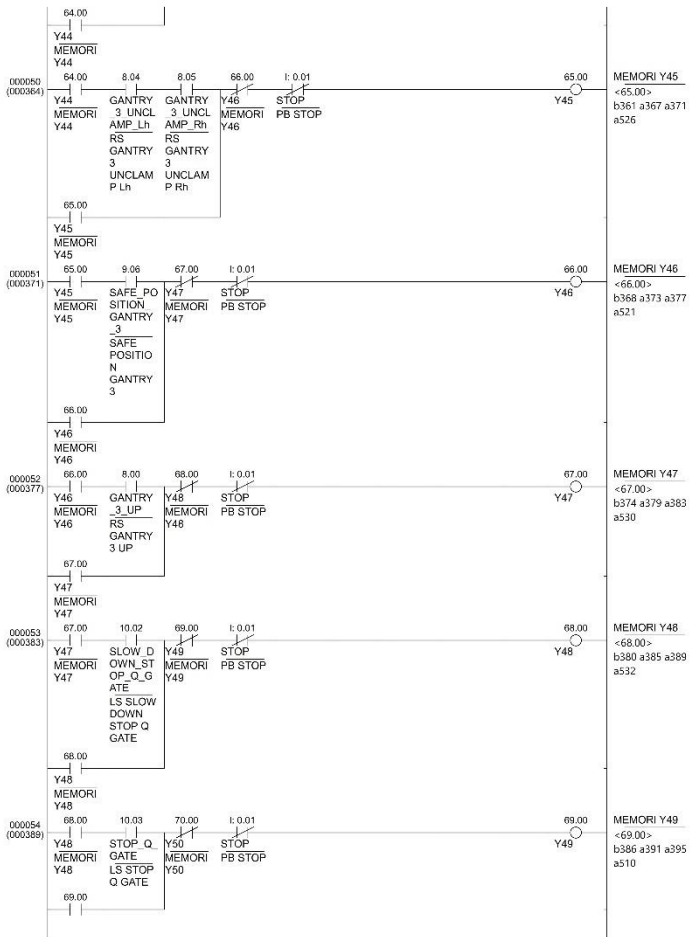 64.00
Y44
MEMORI
Y44
000050
(000364)
64.00 8.04 8.05 66.00 I: 0.01 65.00
Y44 GANTRY GANTRY Y46 STOP Y45
MEMORI _3_UNCL _3_UNCL MEMORI PB STOP
Y44 AMP_Lh AMP_Rh Y46
RS RS
GANTRY GANTRY
3 3
UNCLAM UNCLAM
P Lh P Rh
MEMORI Y45
<65.00>
b361 a367 a371
a526
65.00
Y45
MEMORI
Y45
000051
(000371)
65.00 9.06 67.00 I: 0.01 66.00
Y45 SAFE_PO Y47 STOP Y46
MEMORI SITION_ MEMORI PB STOP
Y45 GANTRY Y47
_3
SAFE
POSITIO
N
GANTRY
3
MEMORI Y46
<66.00>
b368 a373 a377
a521
66.00
Y46
MEMORI
Y46
000052
(000377)
66.00 8.00 68.00 I: 0.01 67.00
Y46 GANTRY Y48 STOP Y47
MEMORI _3_UP MEMORI PB STOP
Y46 RS Y48
GANTRY
3 UP
MEMORI Y47
<67.00>
b374 a379 a383
a530
67.00
Y47
MEMORI
Y47
000053
(000383)
67.00 10.02 69.00 I: 0.01 68.00
Y47 SLOW_D Y49 STOP Y48
MEMORI OWN_ST MEMORI PB STOP
Y47 OP_Q_G Y49
ATE
LS SLOW
DOWN
STOP Q
GATE
MEMORI Y48
<68.00>
b380 a385 a389
a532
68.00
Y48
MEMORI
Y48
000054
(000389)
68.00 10.03 70.00 I: 0.01 69.00
Y48 STOP_Q_ Y50 STOP Y49
MEMORI GATE MEMORI PB STOP
Y48 LS STOP Y50
Q GATE
MEMORI Y49
<69.00>
b386 a391 a395
a510
69.00